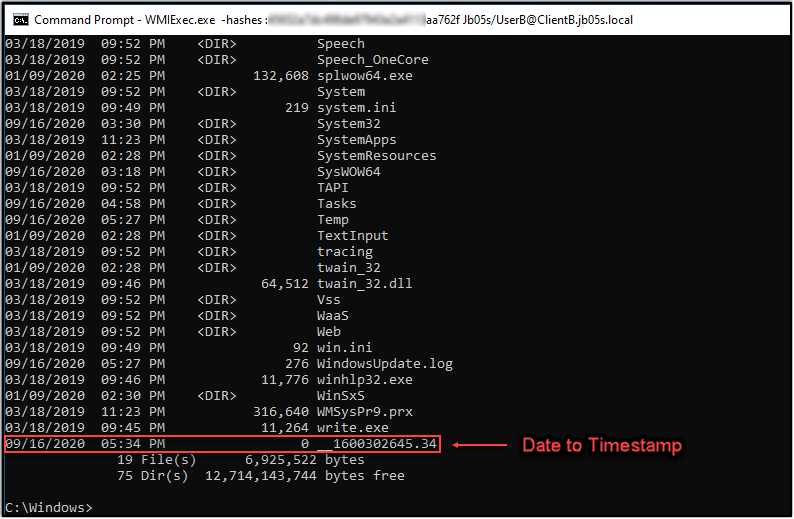 Command Prompt - WMIExec.exe -hashes : aa762f Jb05s/UserB@ClientB.jb05s.local
03/18/2019 09:52 PM <DIR> Speech
03/18/2019 09:52 PM <DIR> Speech_OneCore
01/09/2020 02:25 PM 132,608 splwow64.exe
03/18/2019 09:52 PM <DIR> System
03/18/2019 09:49 PM 219 system.ini
09/16/2020 03:30 PM <DIR> System32
03/18/2019 11:23 PM <DIR> SystemApps
01/09/2020 02:28 PM <DIR> SystemResources
09/16/2020 03:18 PM <DIR> SysWOW64
03/18/2019 09:52 PM <DIR> TAPI
09/16/2020 04:58 PM <DIR> Tasks
09/16/2020 05:27 PM <DIR> Temp
01/09/2020 02:28 PM <DIR> TextInput
03/18/2019 09:52 PM <DIR> tracing
01/09/2020 02:28 PM <DIR> twain_32
03/18/2019 09:46 PM 64,512 twain_32.dll
03/18/2019 09:52 PM <DIR> Vss
03/18/2019 09:52 PM <DIR> WaaS
03/18/2019 09:52 PM <DIR> Web
03/18/2019 09:49 PM 92 win.ini
09/16/2020 05:27 PM 276 WindowsUpdate.log
03/18/2019 09:46 PM 11,776 winhlp32.exe
01/09/2020 02:30 PM <DIR> WinSxS
03/18/2019 11:23 PM 316,640 WMSysPr9.prx
03/18/2019 09:45 PM 11,264 write.exe
09/16/2020 05:34 PM 0 __1600302645.34 Date to Timestamp
19 File(s) 6,925,522 bytes
75 Dir(s) 12,714,143,744 bytes free
C:\Windows>